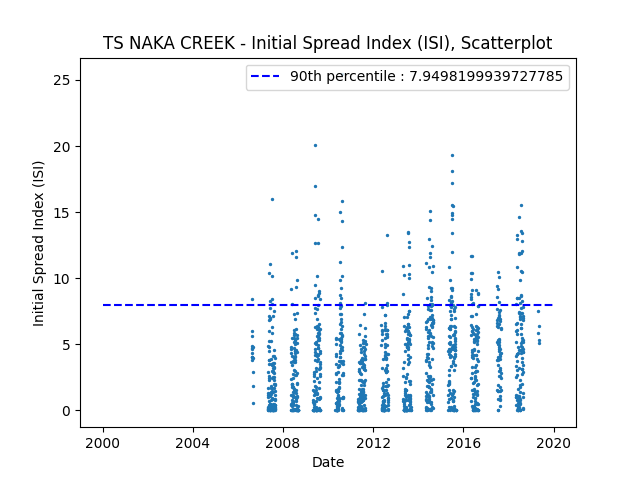 TS NAKA CREEK - Initial Spread Index (ISI), Scatterplot
90th percentile : 7.9498199939727785
Initial Spread Index (ISI)
25
20
15
10
5
0
2000 2004 2008 2012 2016 2020
Date